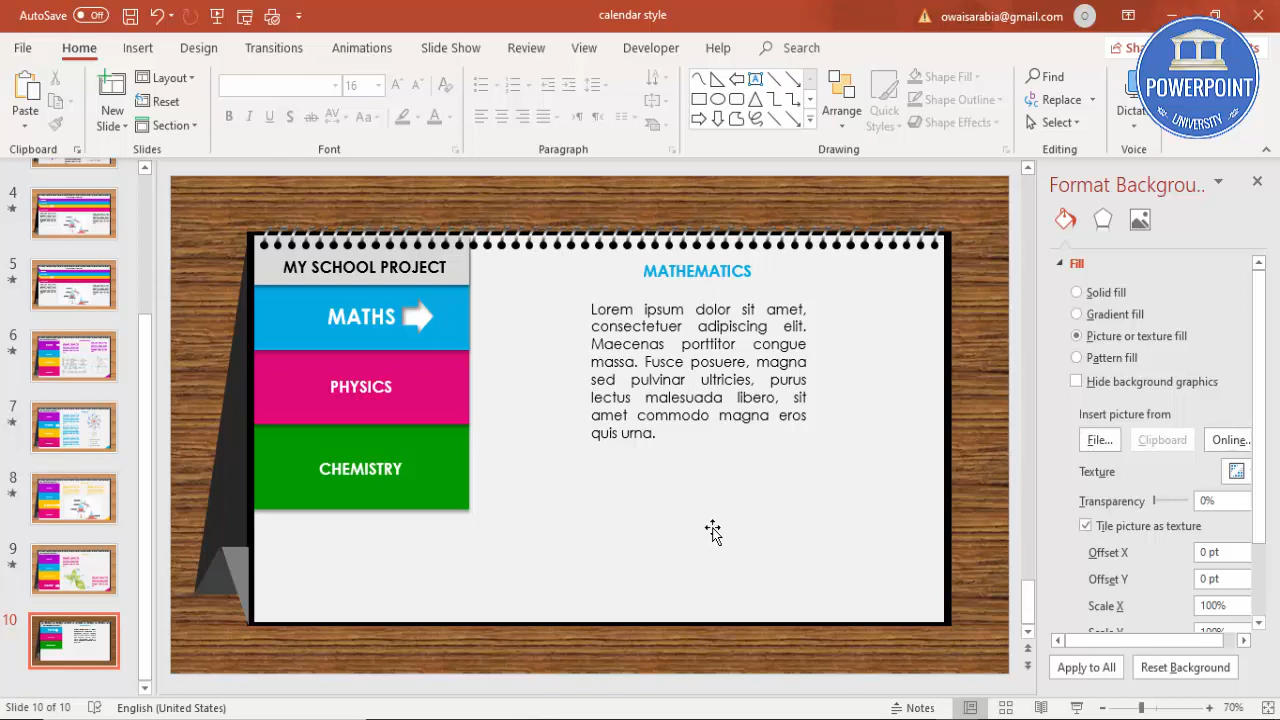 AutoSave Off
calendar style
owaisarabia@gmail.com
O
File Home Insert Design Transitions Animations Slide Show Review View Developer Help Search
Paste
New
Slide
Layout
Reset
Section
16
Shape Fill
Shape Outline
Shape Effects
Arrange
Quick
Styles
Find
Replace
Select
Clipboard Slides Font Paragraph Drawing Editing Voice
POWERPOINT
UNIVERSITY
4
5
8
9
10
MY SCHOOL PROJECT
MATHS
PHYSICS
CHEMISTRY
MATHEMATICS
Lorem ipsum dolor sit amet,
consectetuer adipiscing elit.
Maecenas porttitor congue
massa. Fusce posuere, magna
sed pulvinar ultricies, purus
lectus malesuada libero, sit
amet commodo magna eros
quis urna.
Format Backgrou..
Fill
Solid fill
Gradient fill
Picture or texture fill
Pattern fill
Hide background graphics
Insert picture from
File... Clipboard Online..
Texture
Transparency 0%
Tile picture as texture
Offset X 0 pt
Offset Y 0 pt
Scale X 100%
Apply to All Reset Background
Slide 10 of 10 English (United States) Notes 70%